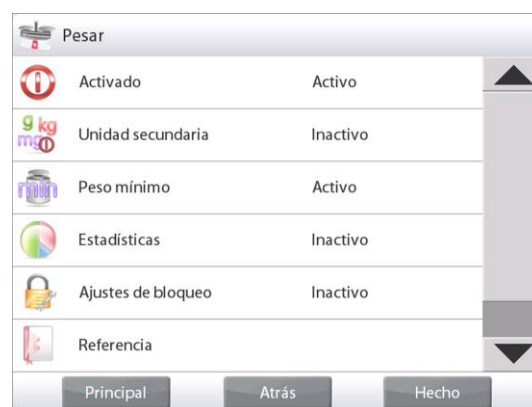 Pesar
Activado Activo
g kg
mg
Unidad secundaria Inactivo
min
Peso mínimo Activo
Estadísticas Inactivo
Ajustes de bloqueo Inactivo
Referencia
Principal Atrás Hecho